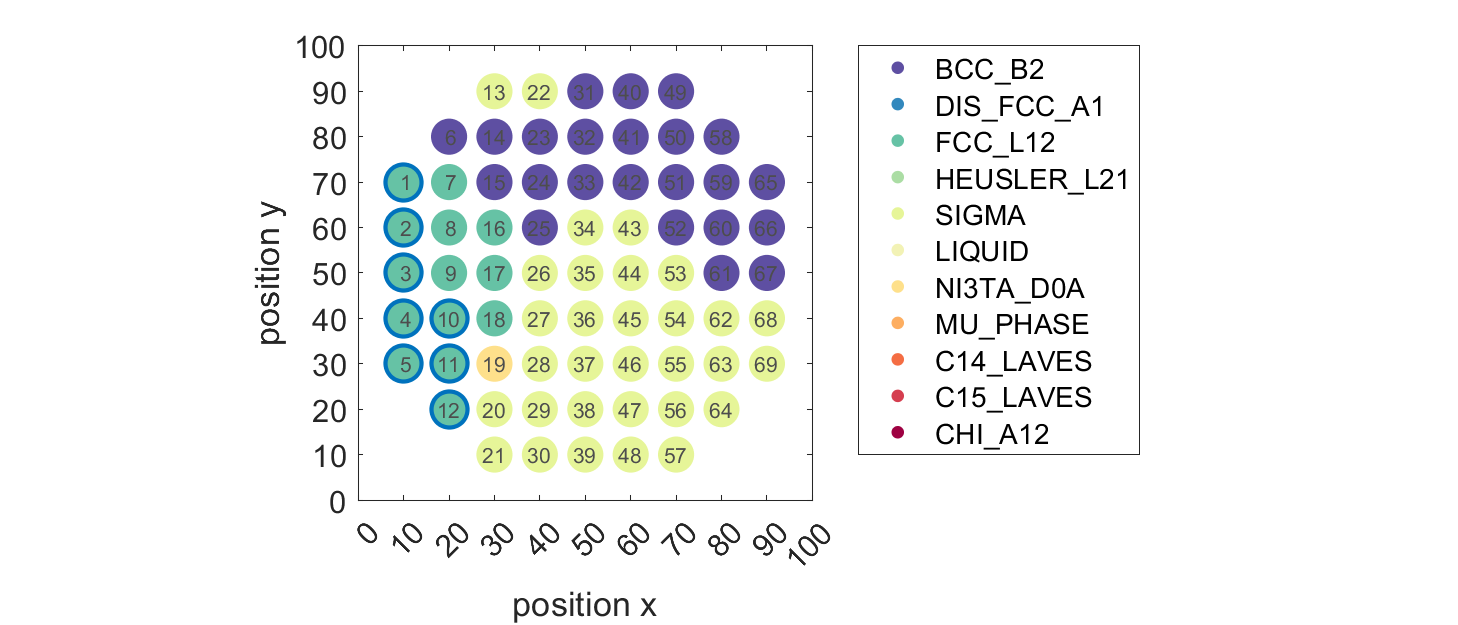 100
90
80
70
60
50
40
30
20
10
0
13 22 31 40 49
6 14 23 32 41 50 58
1 7 15 24 33 42 51 59 65
2 8 16 25 34 43 52 60 66
3 9 17 26 35 44 53 61 67
4 10 18 27 36 45 54 62 68
5 11 19 28 37 46 55 63 69
12 20 29 38 47 56 64
21 30 39 48 57
0 10 20 30 40 50 60 70 80 90 100
position x
position y
BCC_B2
DIS_FCC_A1
FCC_L12
HEUSLER_L21
SIGMA
LIQUID
NI3TA_D0A
MU_PHASE
C14_LAVES
C15_LAVES
CHI_A12